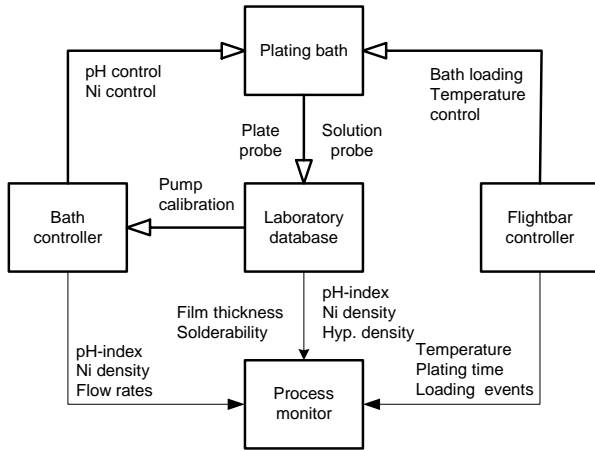 Plating bath
pH control
Ni control
Bath loading
Temperature
control
Plate
probe
Solution
probe
Pump
calibration
Bath
controller
Laboratory
database
Flightbar
controller
Film thickness
Solderability
pH-index
Ni density
Hyp. density
pH-index
Ni density
Flow rates
Temperature
Plating time
Loading events
Process
monitor